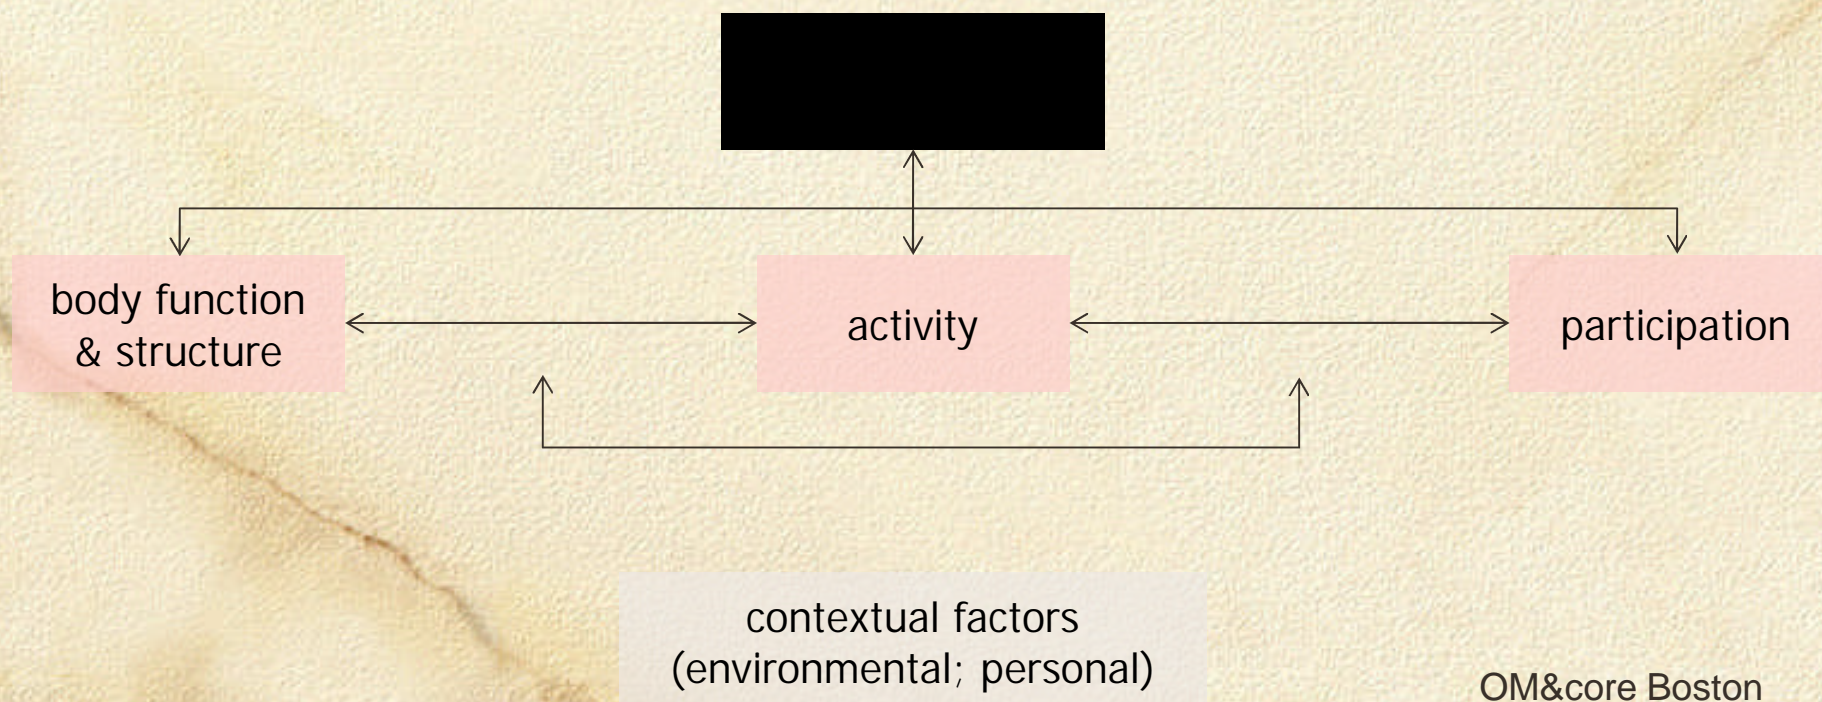 body function
& structure
activity
participation
contextual factors
(environmental; personal)
OM&core Boston